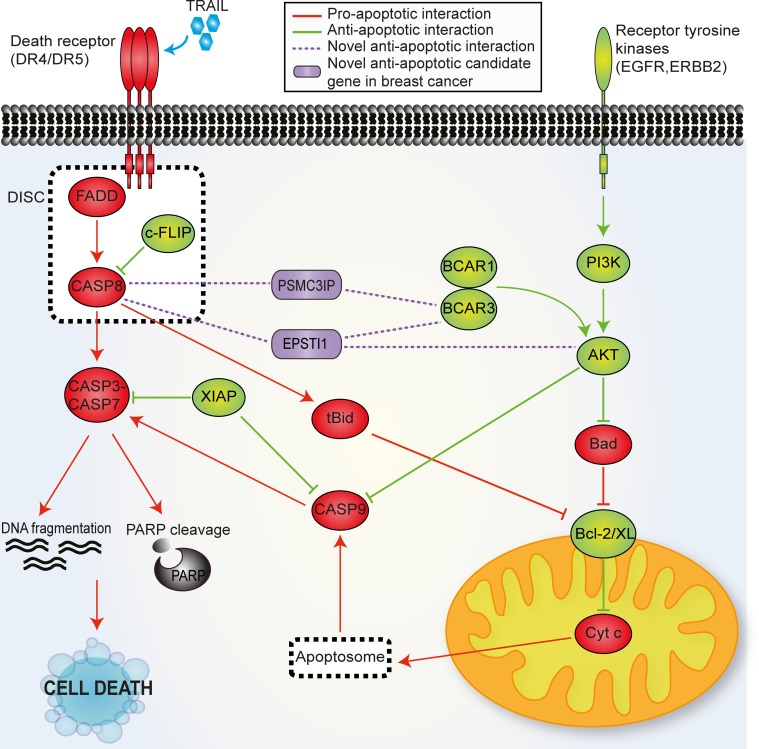 TRAIL
Death receptor
(DR4/DR5)
Pro-apoptotic interaction
Anti-apoptotic interaction
Novel anti-apoptotic interaction
Novel anti-apoptotic candidate
gene in breast cancer
Receptor tyrosine
kinases
(EGFR,ERBB2)
DISC
FADD
c-FLIP
CASP8
PSMC3IP
EPSTI1
BCAR1
BCAR3
PI3K
AKT
CASP3-
CASP7
XIAP
tBid
Bad
CASP9
Bcl-2/XL
DNA fragmentation
PARP cleavage
PARP
Cyt c
Apoptosome
CELL DEATH